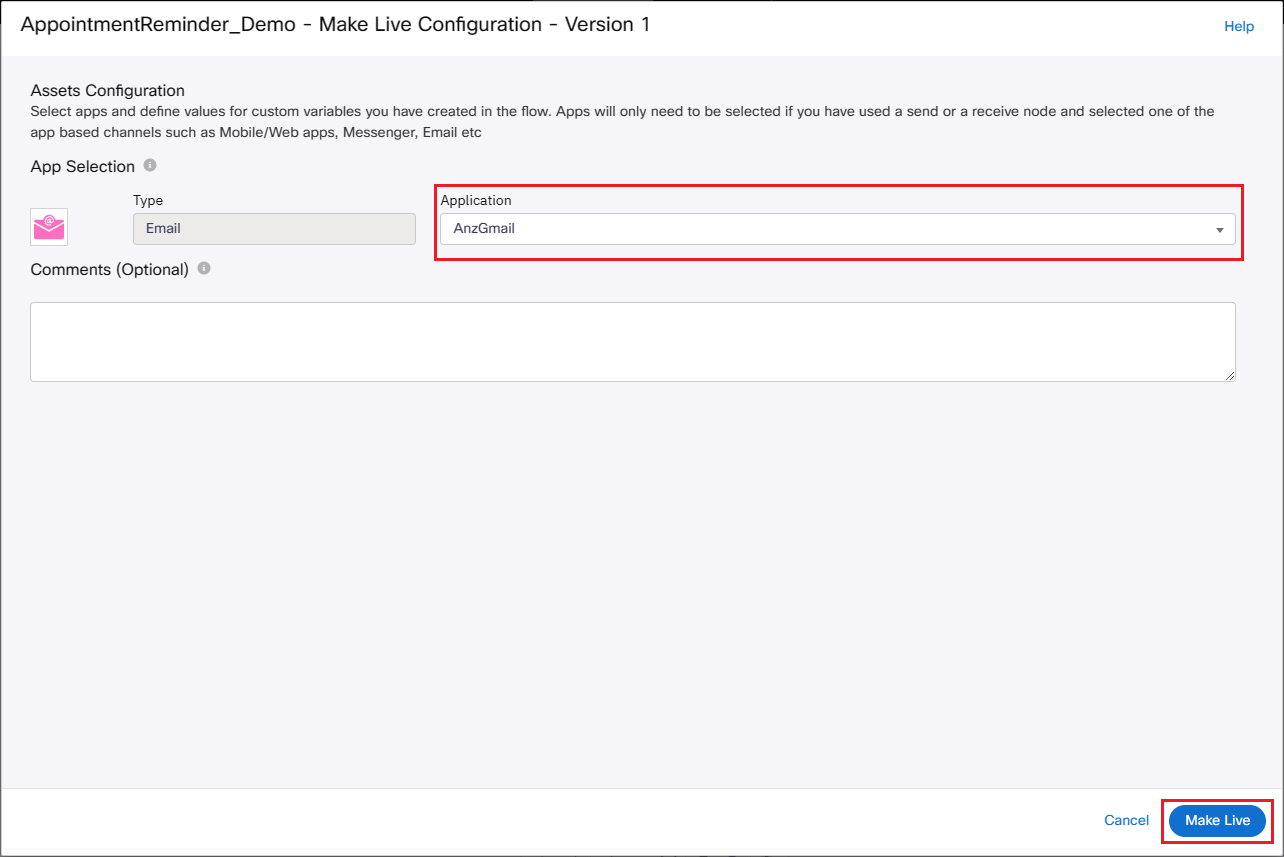 AppointmentReminder_Demo - Make Live Configuration - Version 1
Help
Assets Configuration
Select apps and define values for custom variables you have created in the flow. Apps will only need to be selected if you have used a send or a receive node and selected one of the
app based channels such as Mobile/Web apps, Messenger, Email etc
App Selection
Type
Application
Email
AnzGmail
Comments (Optional)
Cancel
Make Live